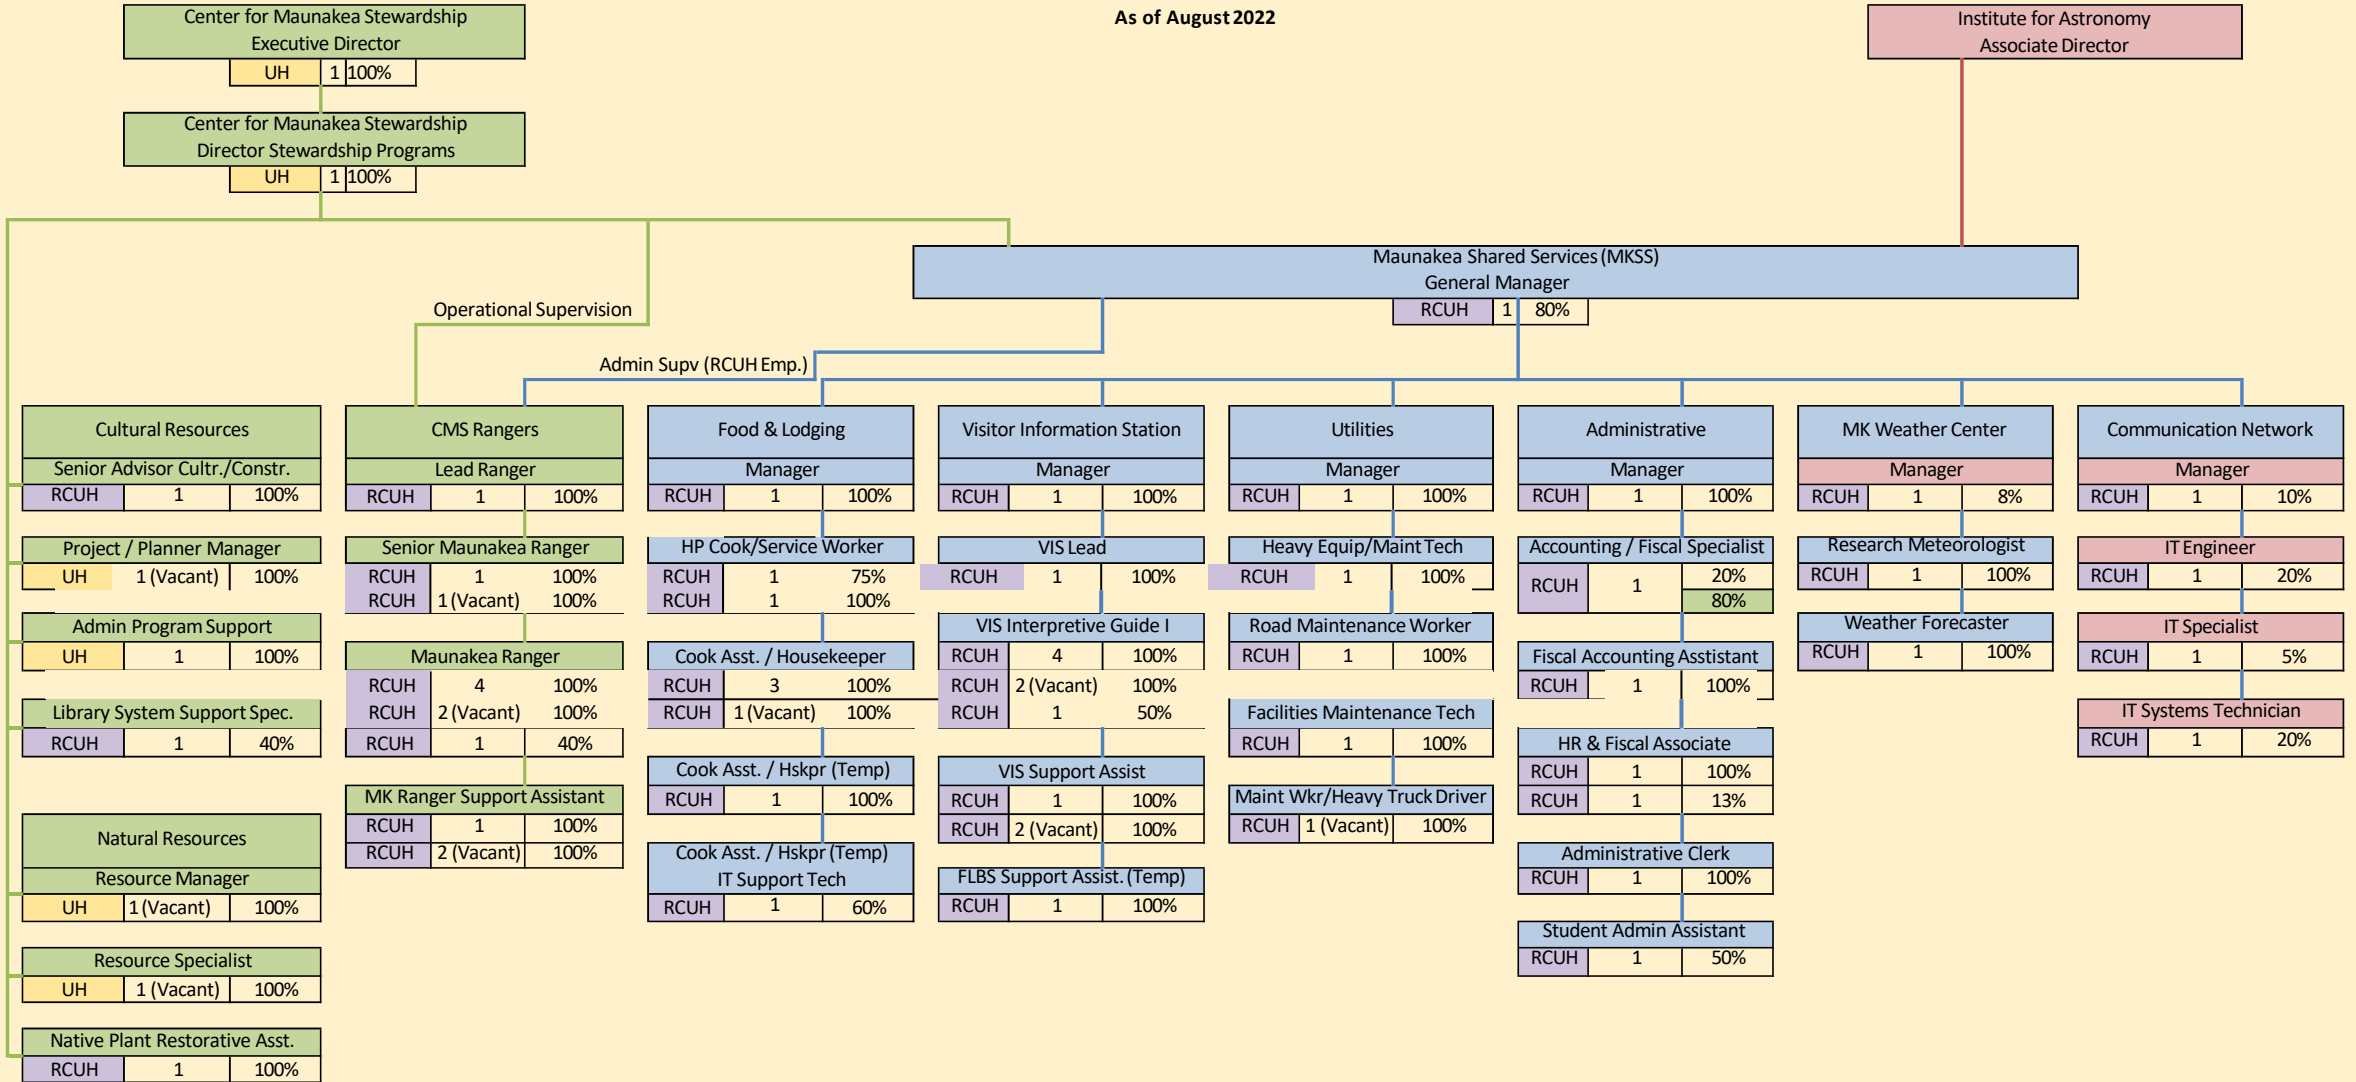 As of August 2022
Center for Maunakea Stewardship
Executive Director
UH 1 100%
Institute for Astronomy
Associate Director
Center for Maunakea Stewardship
Director Stewardship Programs
UH 1 100%
Maunakea Shared Services (MKSS)
General Manager
RCUH 1 80%
Operational Supervision
Admin Supv (RCUH Emp.)
Cultural Resources
Senior Advisor Cultr./Constr.
RCUH 1 100%
Project / Planner Manager
UH 1 (Vacant) 100%
Admin Program Support
UH 1 100%
Library System Support Spec.
RCUH 1 40%
Natural Resources
Resource Manager
UH 1 (Vacant) 100%
Resource Specialist
UH 1 (Vacant) 100%
Native Plant Restorative Asst.
RCUH 1 100%
CMS Rangers
Lead Ranger
RCUH 1 100%
Senior Maunakea Ranger
RCUH 1 100%
RCUH 1 (Vacant) 100%
Maunakea Ranger
RCUH 4 100%
RCUH 2 (Vacant) 100%
RCUH 1 40%
MK Ranger Support Assistant
RCUH 1 100%
RCUH 2 (Vacant) 100%
Food & Lodging
Manager
RCUH 1 100%
HP Cook/Service Worker
RCUH 1 75%
RCUH 1 100%
Cook Asst. / Housekeeper
RCUH 3 100%
RCUH 1 (Vacant) 100%
Cook Asst. / Hskpr (Temp)
RCUH 1 100%
Cook Asst. / Hskpr (Temp)
IT Support Tech
RCUH 1 60%
Visitor Information Station
Manager
RCUH 1 100%
VIS Lead
RCUH 1 100%
VIS Interpretive Guide I
RCUH 4 100%
RCUH 2 (Vacant) 100%
RCUH 1 50%
VIS Support Assist
RCUH 1 100%
RCUH 2 (Vacant) 100%
FLBS Support Assist. (Temp)
RCUH 1 100%
Utilities
Manager
RCUH 1 100%
Heavy Equip/Maint Tech
RCUH 1 100%
Road Maintenance Worker
RCUH 1 100%
Facilities Maintenance Tech
RCUH 1 100%
Maint Wkr/Heavy Truck Driver
RCUH 1 (Vacant) 100%
Administrative
Manager
RCUH 1 100%
Accounting / Fiscal Specialist
RCUH 1 20%
80%
Fiscal Accounting Asstistant
RCUH 1 100%
HR & Fiscal Associate
RCUH 1 100%
RCUH 1 13%
Administrative Clerk
RCUH 1 100%
Student Admin Assistant
RCUH 1 50%
MK Weather Center
Manager
RCUH 1 8%
Research Meteorologist
RCUH 1 100%
Weather Forecaster
RCUH 1 100%
Communication Network
Manager
RCUH 1 10%
IT Engineer
RCUH 1 20%
IT Specialist
RCUH 1 5%
IT Systems Technician
RCUH 1 20%